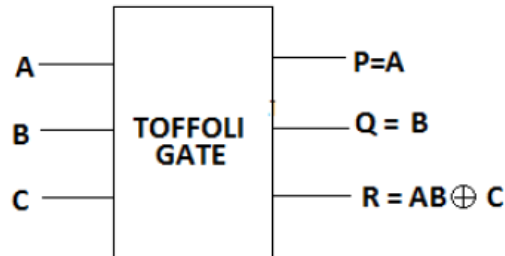 A
P=A
B
TOFFOLI
GATE
Q = B
C
R = AB⊕ C